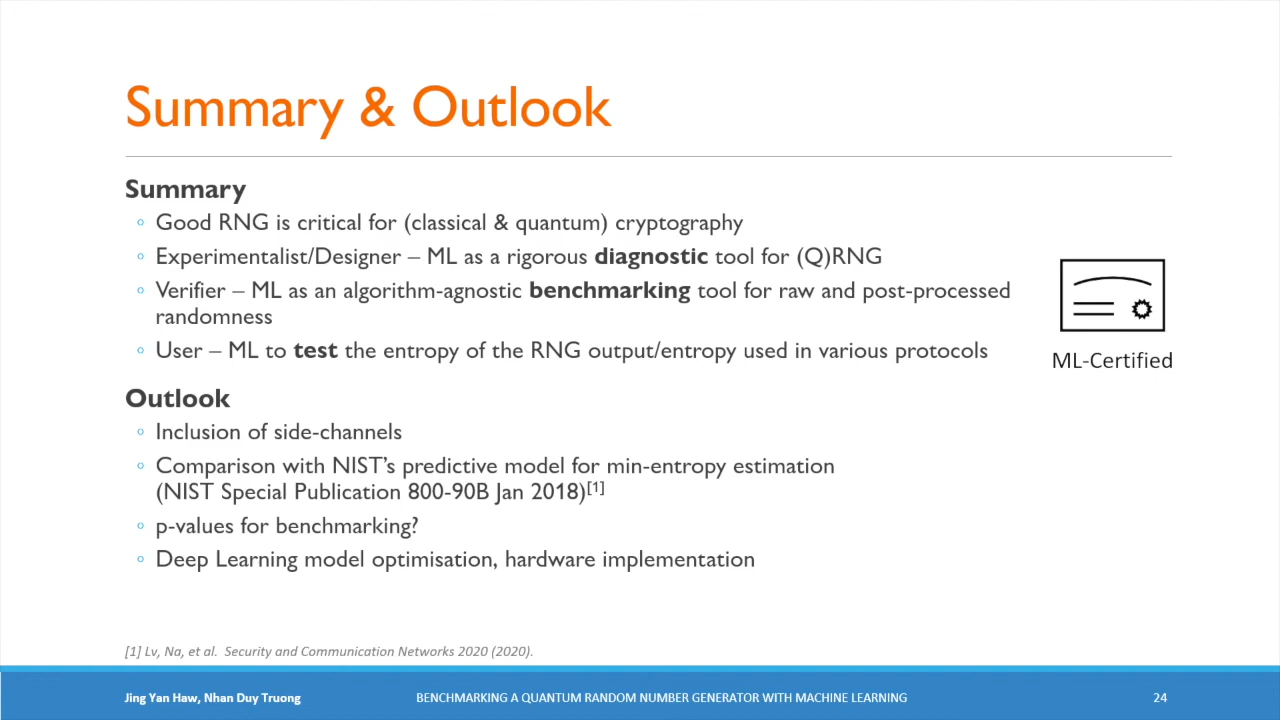 Summary & Outlook
Summary
◦ Good RNG is critical for (classical & quantum) cryptography
◦ Experimentalist/Designer – ML as a rigorous diagnostic tool for (Q)RNG
◦ Verifier – ML as an algorithm-agnostic benchmarking tool for raw and post-processed
randomness
◦ User – ML to test the entropy of the RNG output/entropy used in various protocols
ML-Certified
Outlook
◦ Inclusion of side-channels
◦ Comparison with NIST’s predictive model for min-entropy estimation
(NIST Special Publication 800-90B Jan 2018)[1]
◦ p-values for benchmarking?
◦ Deep Learning model optimisation, hardware implementation
[1] Lv, Na, et al. Security and Communication Networks 2020 (2020).
Jing Yan Haw, Nhan Duy Truong BENCHMARKING A QUANTUM RANDOM NUMBER GENERATOR WITH MACHINE LEARNING 24